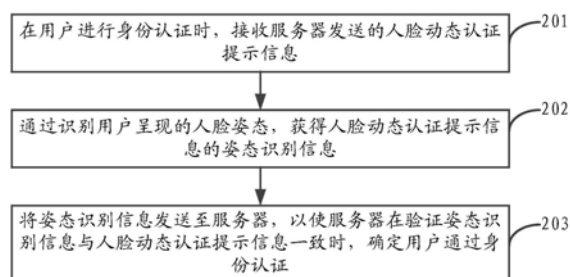 在用户进行身份认证时，接收服务器发送的人脸动态认证
提示信息
201
通过识别用户呈现的人脸姿态，获得人脸动态认证提示信
息的姿态识别信息
202
将姿态识别信息发送至服务器，以使服务器在验证姿态识
别信息与人脸动态认证提示信息一致时，确定用户通过身
份认证
203